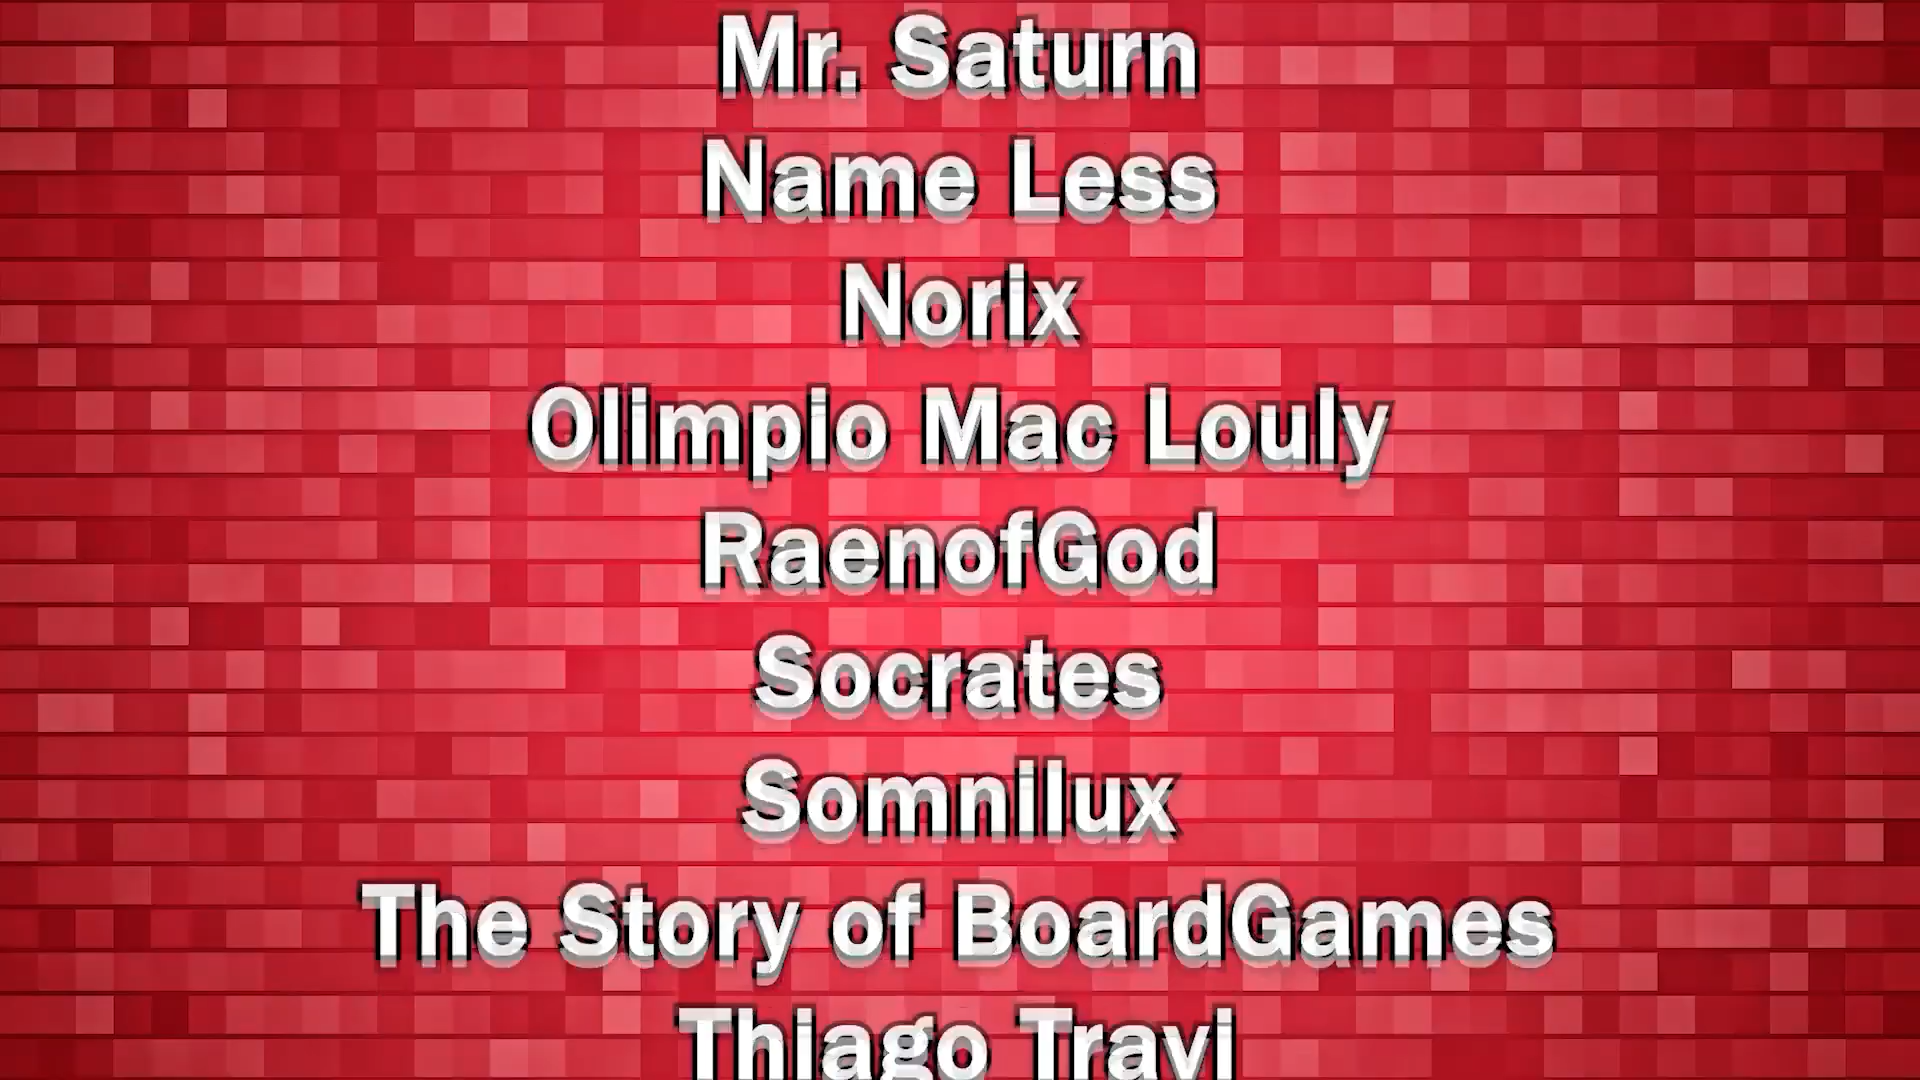 Mr. Saturn
Name Less
Norix
Olimpio Mac Louly
RaenofGod
Socrates
Somnilux
The Story of BoardGames
Thiago Travi